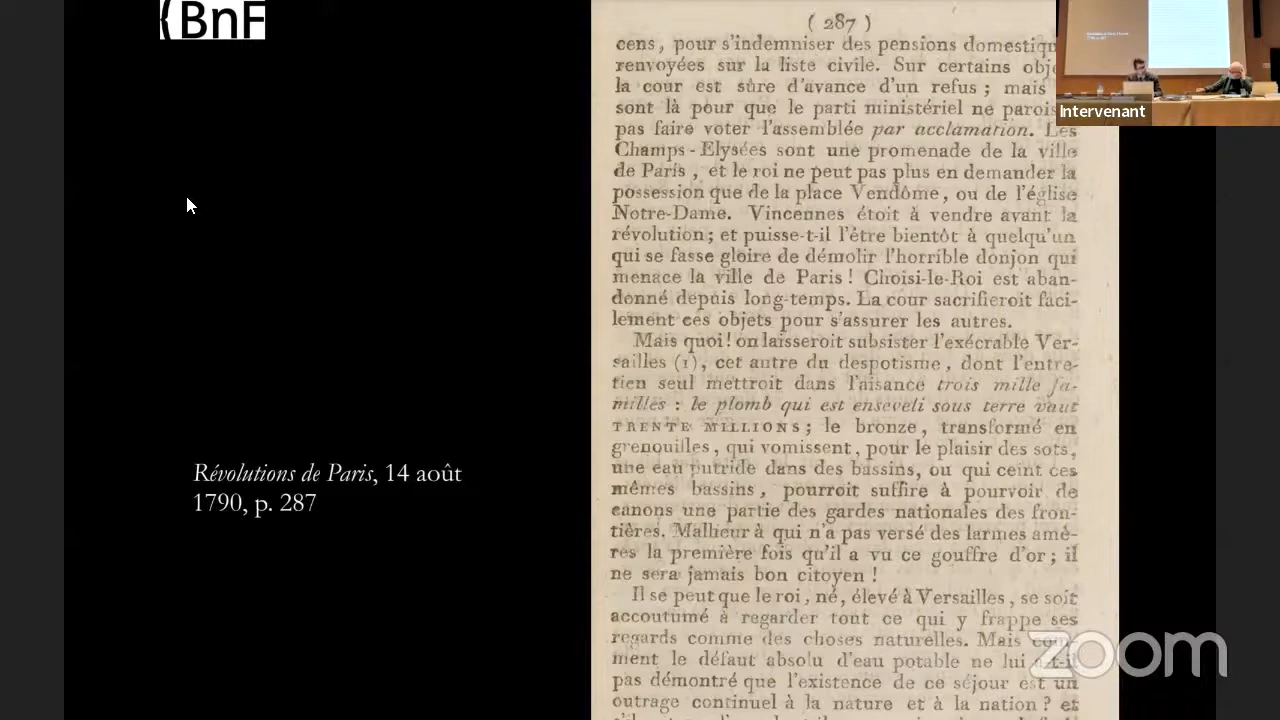 (BnF
Révolutions de Paris, 14 août
1790, p. 287
( 287 )
cens, pour s'indemniser des pensions domestiqu
renvoyées sur la liste civile. Sur certains obje
la cour est sûre d'avance d'un refus ; mais
sont là pour que le parti ministériel ne parois
pas faire voter l'assemblée par acclamation. Les
Champs-Elysées sont une promenade de la ville
de Paris, et le roi ne peut pas plus en demander la
possession que de la place Vendôme, ou de l'église
Notre-Dame. Vincennes étoit à vendre avant la
révolution; et puisse-t-il l'être bientôt à quelqu'un
qui se fasse gloire de démolir l'horrible donjon qui
menace la ville de Paris ! Choisi-le-Roi est aban-
donné depuis long-temps. La cour sacrifieroit faci-
lement ces objets pour s'assurer les autres.
Mais quoi! on laisseroit subsister l'exécrable Ver-
sailles (1), cet autre du despotisme, dont l'entre-
tien seul mettroit dans l'aisance trois mille fa-
milles : le plomb qui est enseveli sous terre vaut
TRENTE MILLIONS; le bronze, transformé en
grenouilles, qui vomissent, pour le plaisir des sots,
une eau putride dans des bassins, ou qui ceint ces
mêmes bassins, pourroit suffire à pourvoir de
canons une partie des gardes nationales des fron-
tières. Malheur à qui n'a pas versé des larmes amè-
res la première fois qu'il a vu ce gouffre d'or; il
ne sera jamais bon citoyen !
Il se peut que le roi, né, élevé à Versailles, se soit
accoutumé à regarder tout ce qui y frappe ses
regards comme des choses naturelles. Mais com-
ment le défaut absolu d'eau potable ne lui a-t-il
pas démontré que l'existence de ce séjour est un
outrage continuel à la nature et à la nation ? et
Intervenant
zoom